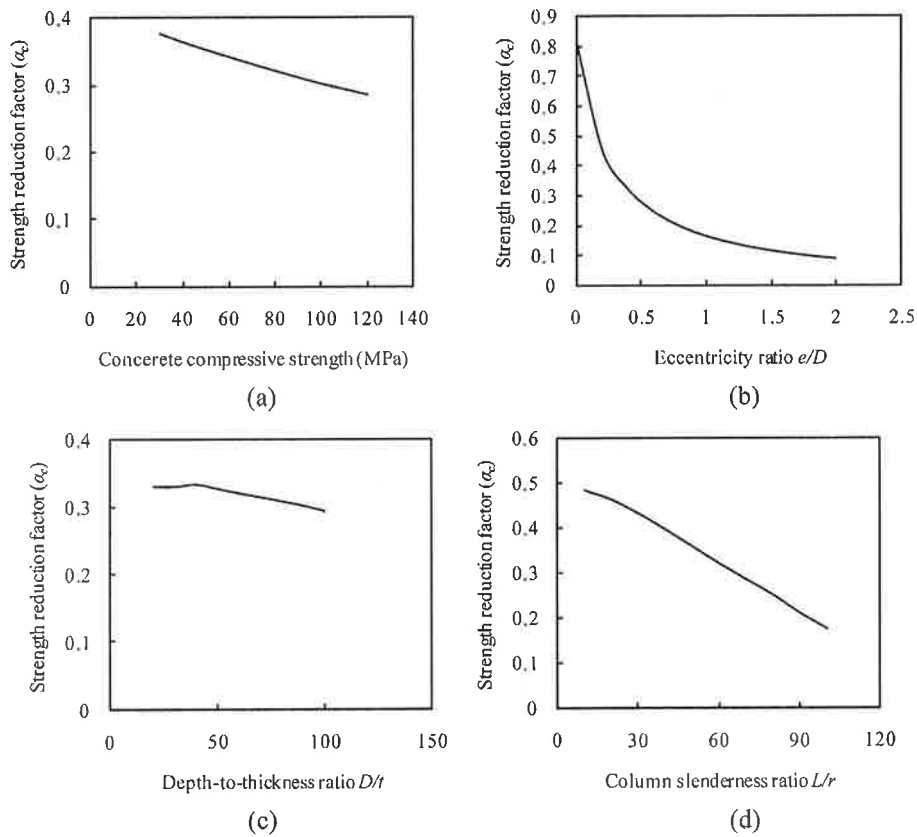 Strength reduction factor (αc)
0.4
0.3
0.2
0.1
0
0 20 40 60 80 100 120 140
Concerete compressive strength (MPa)
(a)
Strength reduction factor (αc)
0.9
0.8
0.7
0.6
0.5
0.4
0.3
0.2
0.1
0
0 0.5 1 1.5 2 2.5
Eccentricity ratio e/D
(b)
Strength reduction factor (αc)
0.4
0.3
0.2
0.1
0
0 50 100 150
Depth-to-thickness ratio D/t
(c)
Strength reduction factor (αc)
0.6
0.5
0.4
0.3
0.2
0.1
0
0 30 60 90 120
Column slenderness ratio L/r
(d)